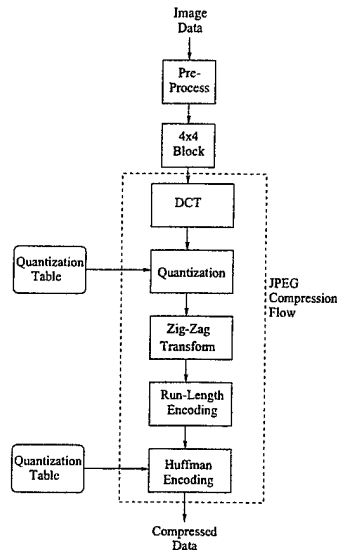 Image
Data
Pre-
Process
4x4
Block
DCT
Quantization
Table
Quantization
JPEG
Compression
Flow
Zig-Zag
Transform
Run-Length
Encoding
Quantization
Table
Huffman
Encoding
Compressed
Data